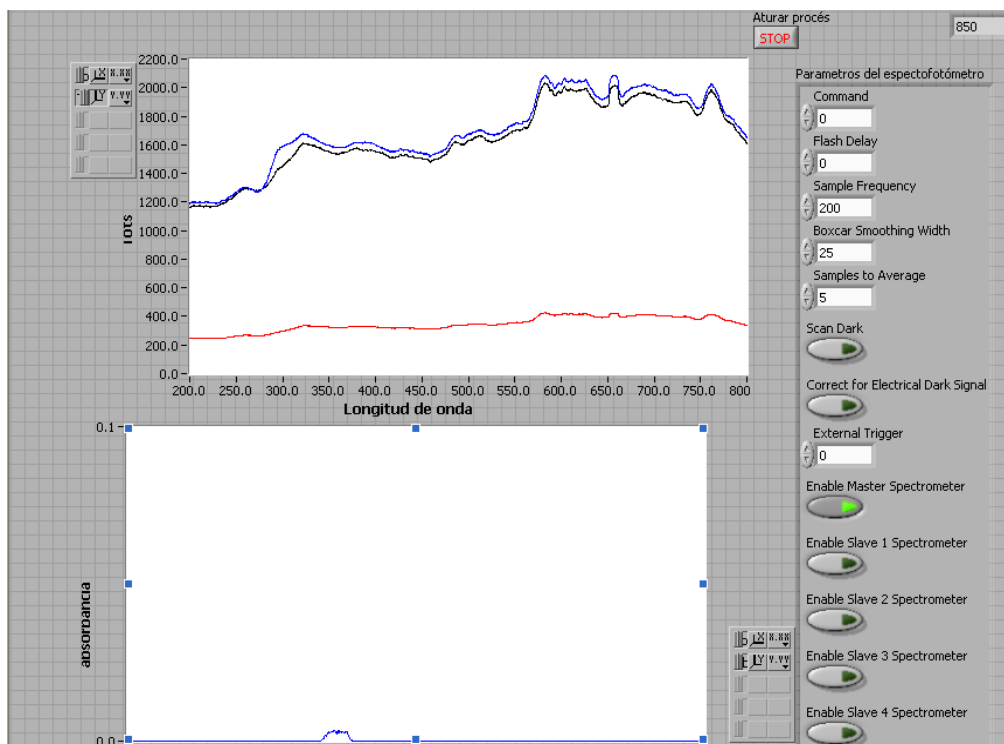 Aturar procés
STOP
850
2200.0
2000.0
1800.0
1600.0
1400.0
1200.0
1000.0
800.0
600.0
400.0
200.0
0.0
200.0 250.0 300.0 350.0 400.0 450.0 500.0 550.0 600.0 650.0 700.0 750.0 800
Longitud de onda
0.1
0.0
absorbancia
Parametros del espectofotómetro
Command
0
Flash Delay
0
Sample Frequency
200
Boxcar Smoothing Width
25
Samples to Average
5
Scan Dark
Correct for Electrical Dark Signal
External Trigger
0
Enable Master Spectrometer
Enable Slave 1 Spectrometer
Enable Slave 2 Spectrometer
Enable Slave 3 Spectrometer
Enable Slave 4 Spectrometer